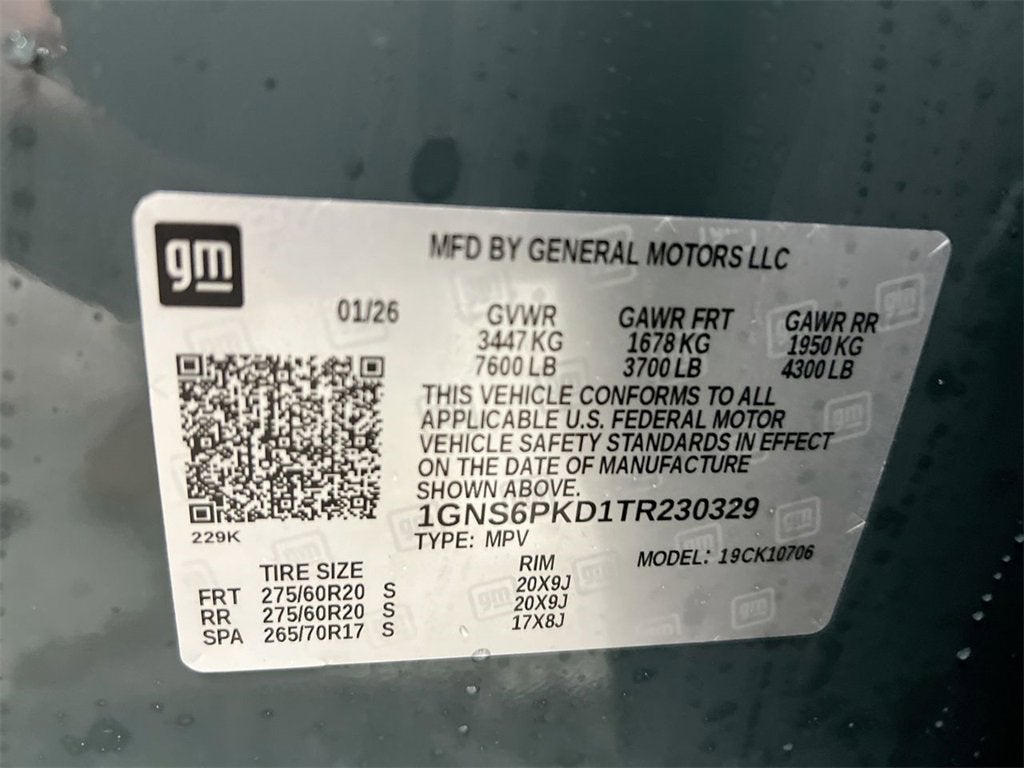 gm
MFD BY GENERAL MOTORS LLC
01/26 GVWR GAWR FRT GAWR RR
3447 KG 1678 KG 1950 KG
7600 LB 3700 LB 4300 LB
THIS VEHICLE CONFORMS TO ALL
APPLICABLE U.S. FEDERAL MOTOR
VEHICLE SAFETY STANDARDS IN EFFECT
ON THE DATE OF MANUFACTURE
SHOWN ABOVE.
1GNS6PKD1TR230329
229K
TYPE: MPV MODEL: 19CK10706
TIRE SIZE RIM
FRT 275/60R20 S 20X9J
RR 275/60R20 S 20X9J
SPA 265/70R17 S 17X8J